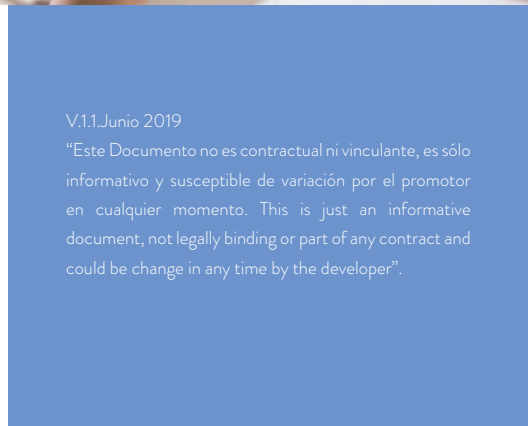 V.1.1.Junio 2019
“Este Documento no es contractual ni vinculante, es sólo
informativo y susceptible de variación por el promotor
en cualquier momento. This is just an informative
document, not legally binding or part of any contract and
could be change in any time by the developer”.